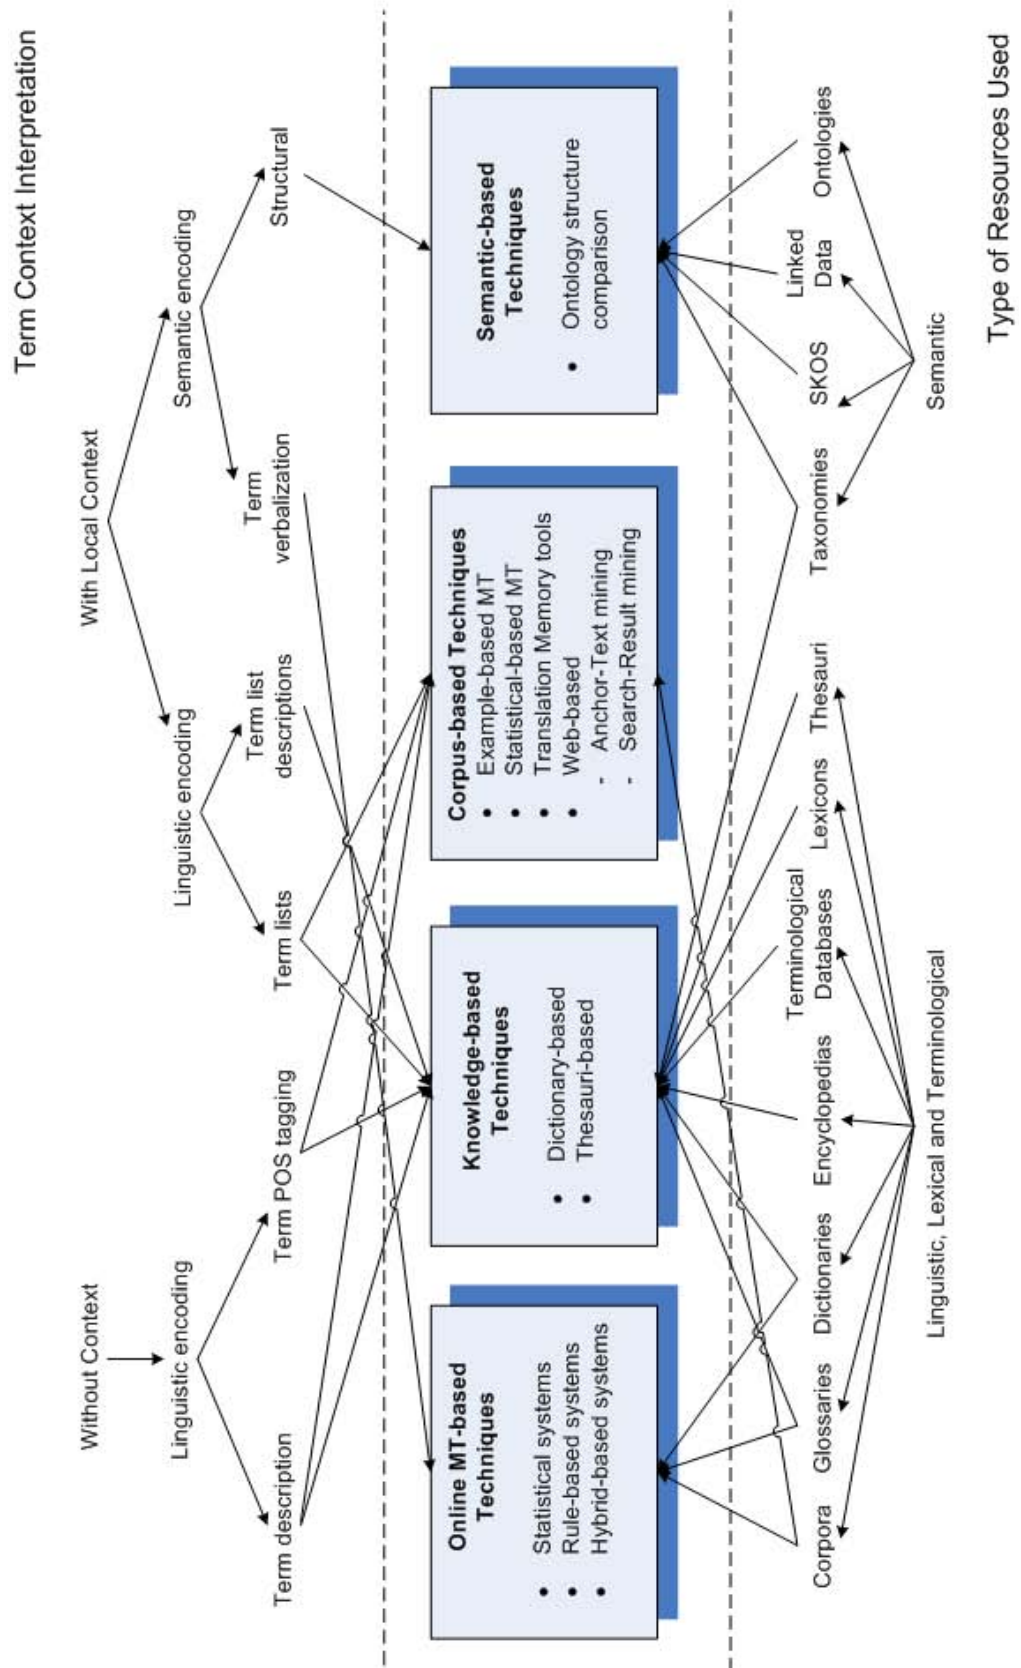 Term Context Interpretation
Without Context
With Local Context
Linguistic encoding
Linguistic encoding
Semantic encoding
Term description
Term POS tagging
Term lists
Term list
descriptions
Term
verbalization
Structural
Online MT-based
Techniques
• Statistical systems
• Rule-based systems
• Hybrid-based systems
Knowledge-based
Techniques
• Dictionary-based
• Thesauri-based
Corpus-based Techniques
• Example-based MT
• Statistical-based MT
• Translation Memory tools
• Web-based
- Anchor-Text mining
- Search-Result mining
Semantic-based
Techniques
• Ontology structure
comparison
Corpora
Glossaries
Dictionaries
Encyclopedias
Terminological
Databases
Lexicons
Thesauri
Taxonomies
SKOS
Linked
Data
Ontologies
Linguistic, Lexical and Terminological
Semantic
Type of Resources Used